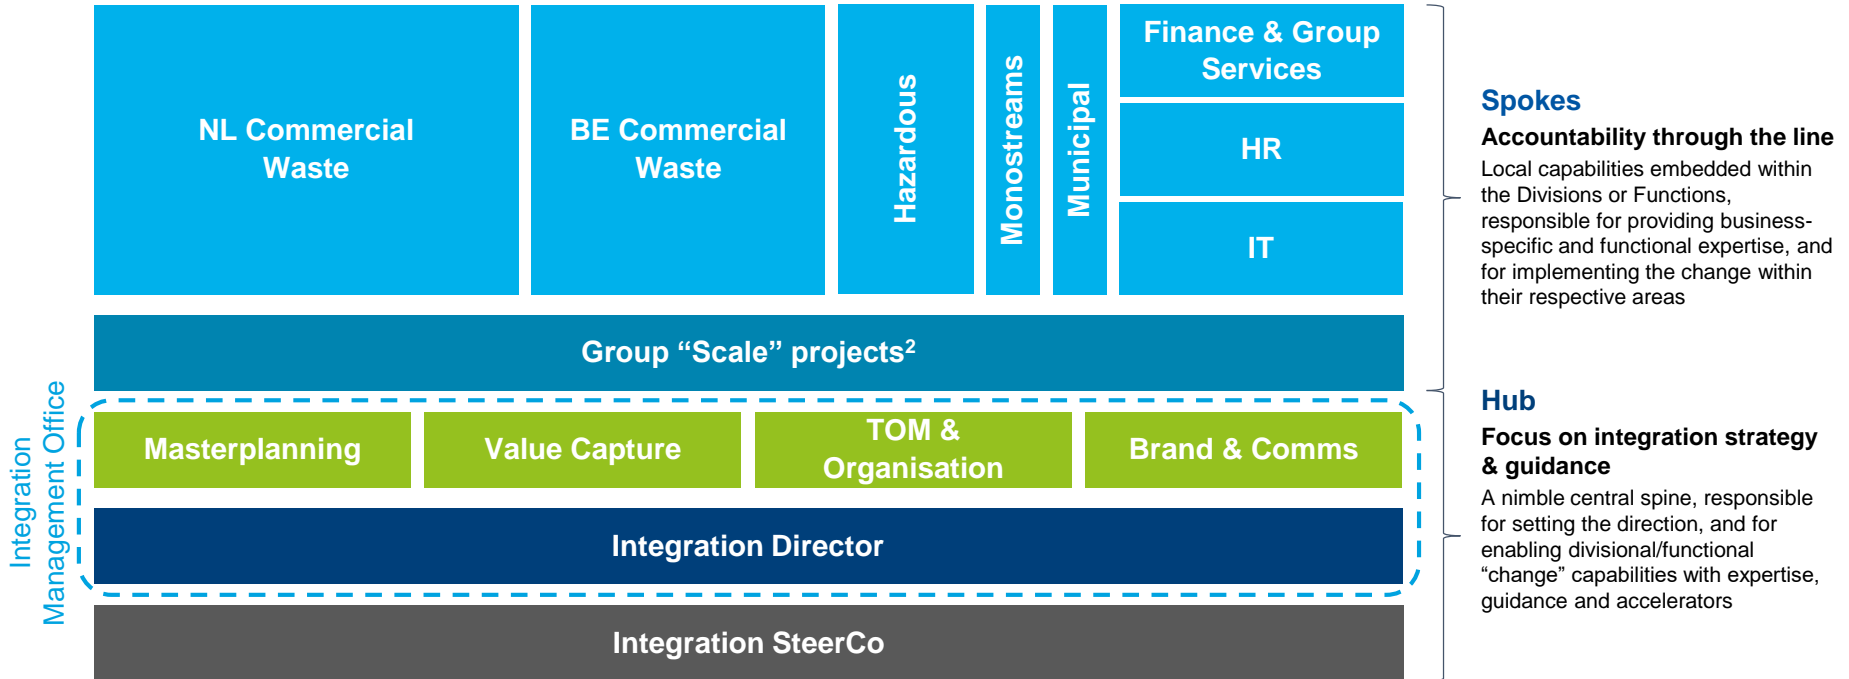 NL Commercial
Waste
BE Commercial
Waste
Hazardous
Monostreams
Municipal
Finance & Group
Services
HR
IT
Group “Scale” projects²
Integration
Management Office
Masterplanning
Value Capture
TOM &
Organisation
Brand & Comms
Integration Director
Integration SteerCo
Spokes
Accountability through the line
Local capabilities embedded within
the Divisions or Functions,
responsible for providing business-
specific and functional expertise, and
for implementing the change within
their respective areas
Hub
Focus on integration strategy
& guidance
A nimble central spine, responsible
for setting the direction, and for
enabling divisional/functional
“change” capabilities with expertise,
guidance and accelerators